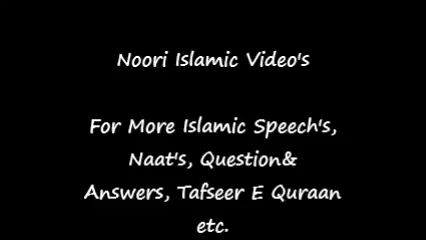 Noori Islamic Video's
For More Islamic Speech's,
Naat's, Question&
Answers, Tafseer E Quraan
etc.